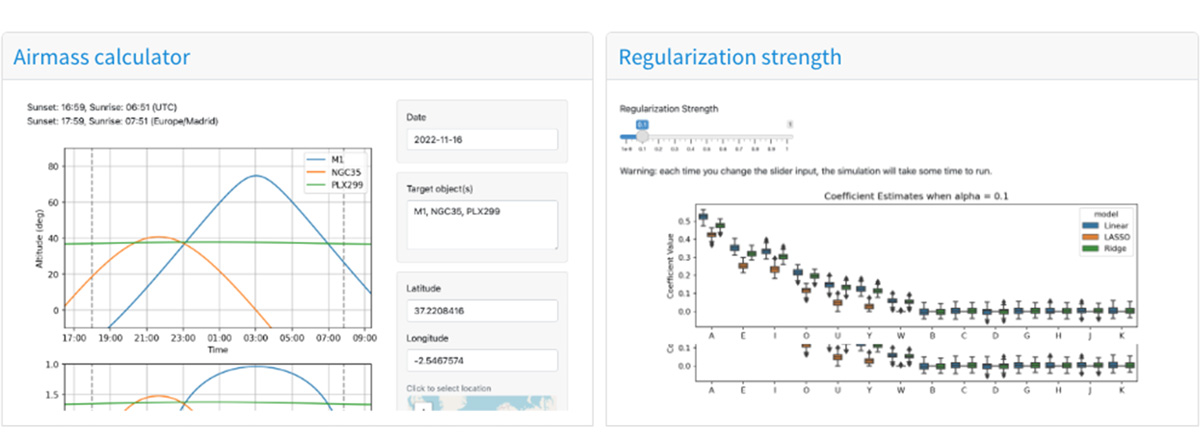 Airmass calculator
Sunset: 16:59, Sunrise: 06:51 (UTC)
Sunset: 17:59, Sunrise: 07:51 (Europe/Madrid)
M1
NGC35
PLX299
80
60
40
20
0
Altitude (deg)
17:00 19:00 21:00 23:00 01:00 03:00 05:00 07:00 09:00
Time
1.0
1.5
Date
2022-11-16
Target object(s)
M1, NGC35, PLX299
Latitude
37.2208416
Longitude
-2.5467574
Click to select location
Regularization strength
Regularization Strength
0.1
1
0.1 0.2 0.3 0.4 0.5 0.6 0.7 0.8 0.9 1
Warning: each time you change the slider input, the simulation will take some time to run.
Coefficient Estimates when alpha = 0.1
model
Linear
LASSO
Ridge
0.5
0.4
0.3
0.2
0.1
0.0
Coefficient Value
A E I O U Y W B C D G H J K
0.1
0.0
A E I O U Y W B C D G H J K